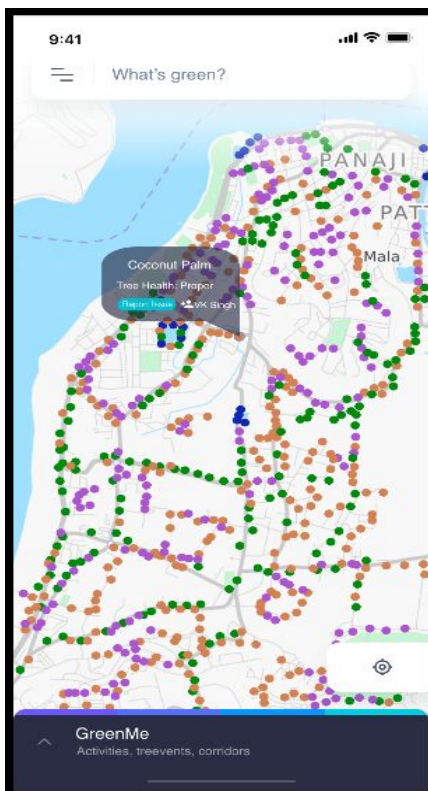 9:41
What's green?
PANAJI
PATT
Mala
Coconut Palm
Tree Health: Proper
Report Issue VK Singh
GreenMe
Activities, treevents, corridors